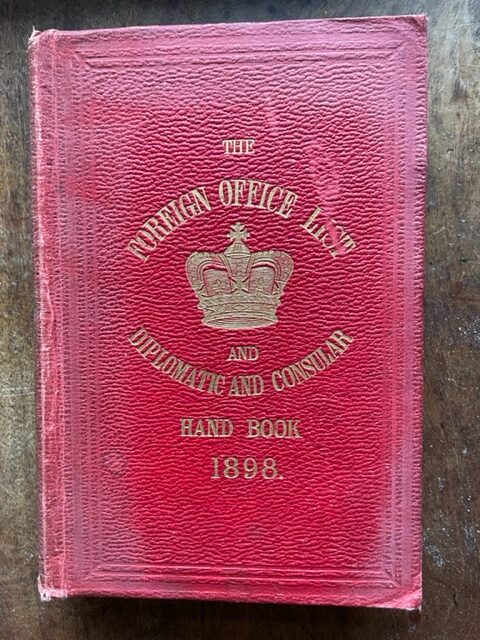 THE
FOREIGN OFFICE LIST
AND
DIPLOMATIC AND CONSULAR
HAND BOOK
1898.